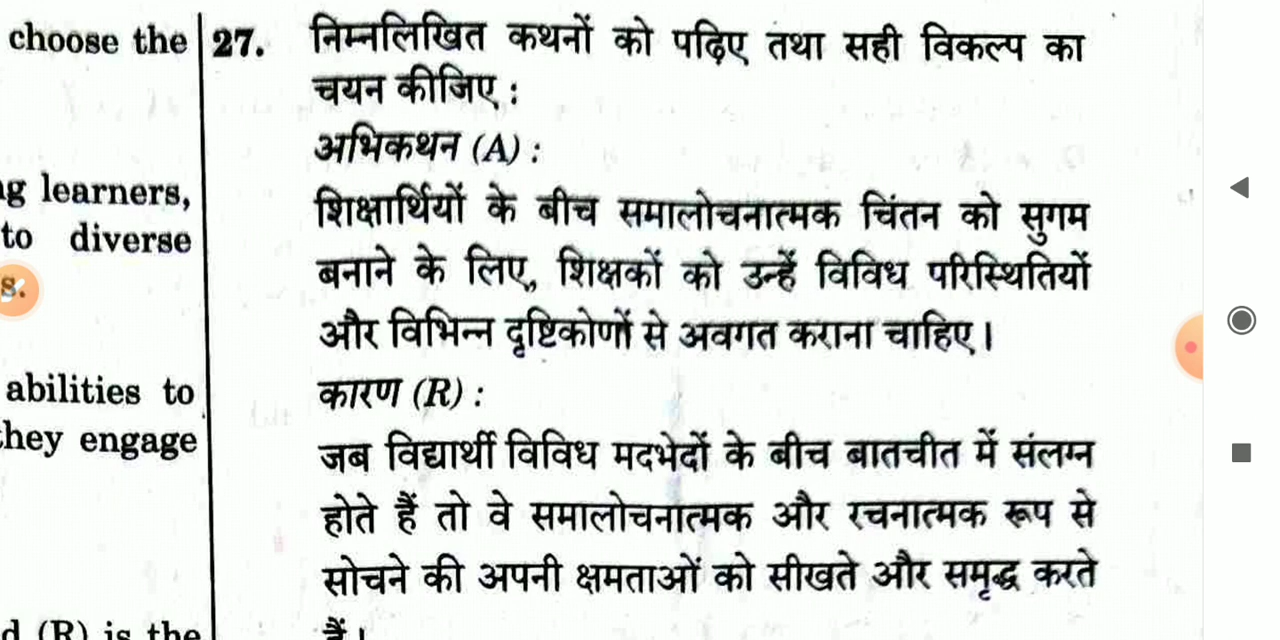 choose the
ng learners,
to diverse
s.
abilities to
they engage
d (R) is the
27. निम्नलिखित कथनों को पढ़िए तथा सही विकल्प का
चयन कीजिए :
अभिकथन (A) :
शिक्षार्थियों के बीच समालोचनात्मक चिंतन को सुगम
बनाने के लिए, शिक्षकों को उन्हें विविध परिस्थितियों
और विभिन्न दृष्टिकोणों से अवगत कराना चाहिए।
कारण (R) :
जब विद्यार्थी विविध मदभेदों के बीच बातचीत में संलग्न
होते हैं तो वे समालोचनात्मक और रचनात्मक रूप से
सोचने की अपनी क्षमताओं को सीखते और समृद्ध करते
हैं।